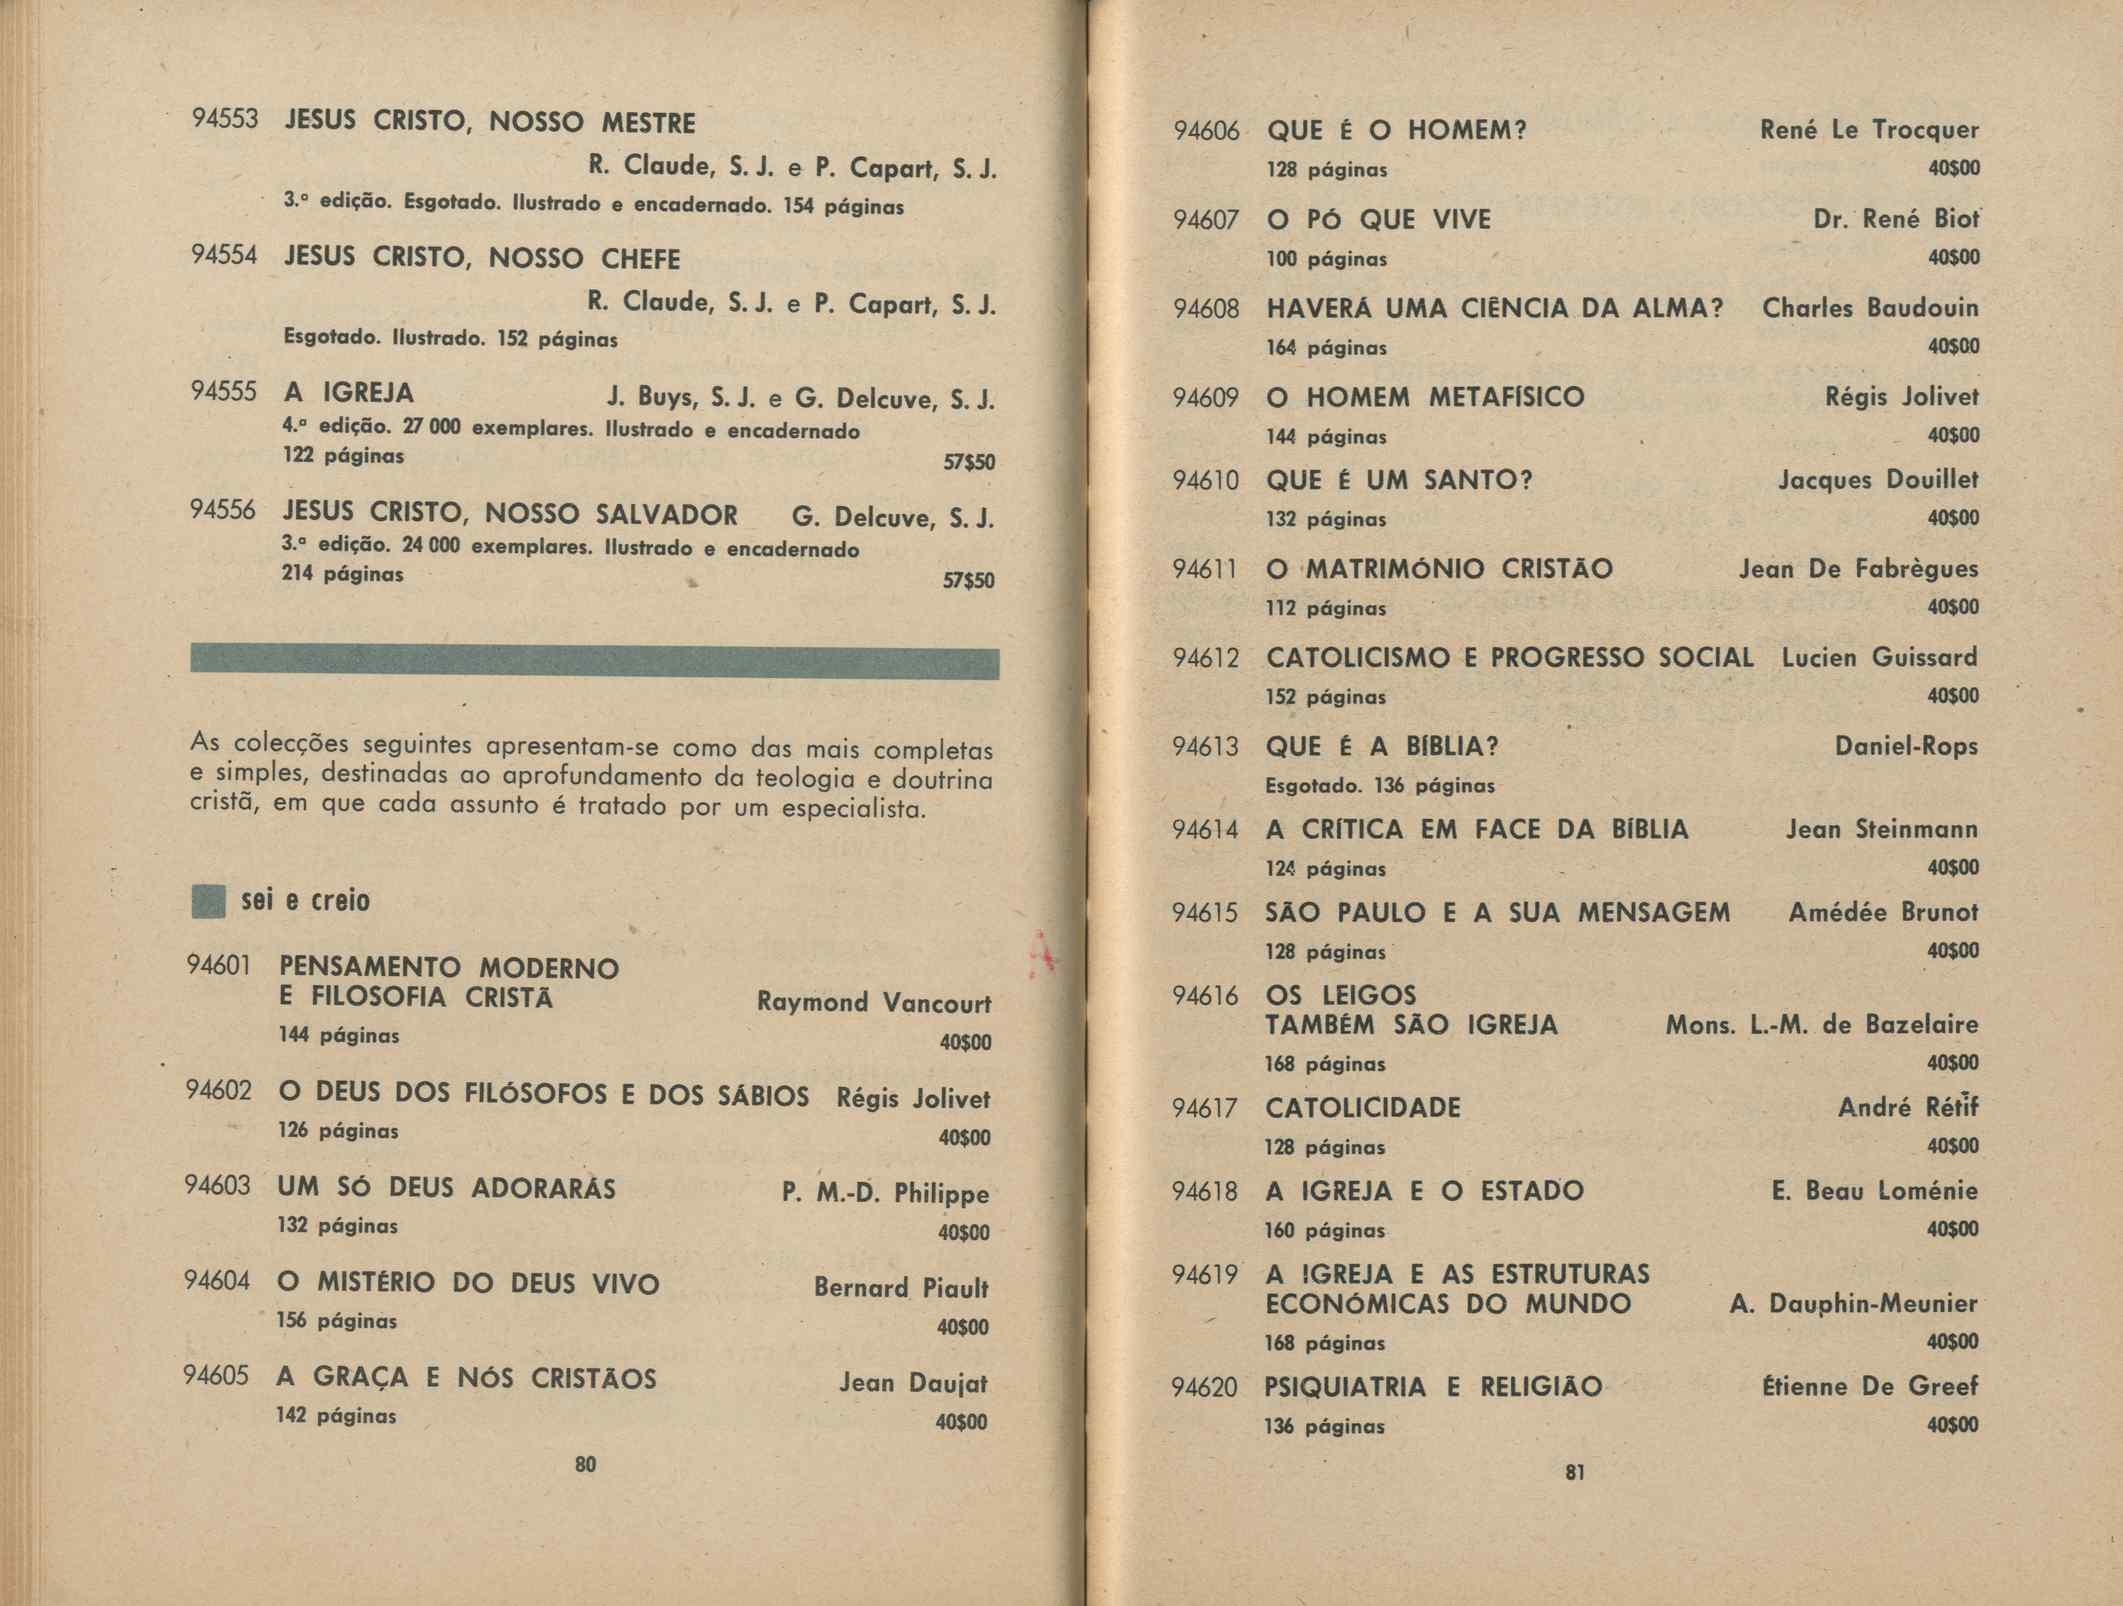 94553 JESUS CRISTO, NOSSO MESTRE
R. Claude, S. J. e P. Capart, S. J.
3.ª edição. Esgotado. Ilustrado e encadernado. 154 páginas
94554 JESUS CRISTO, NOSSO CHEFE
R. Claude, S. J. e P. Capart, S. J.
Esgotado. Ilustrado. 152 páginas
94555 A IGREJA J. Buys, S. J. e G. Delcuve, S. J.
4.ª edição. 27 000 exemplares. Ilustrado e encadernado
122 páginas 57$50
94556 JESUS CRISTO, NOSSO SALVADOR G. Delcuve, S. J.
3.ª edição. 24 000 exemplares. Ilustrado e encadernado
214 páginas 57$50
As colecções seguintes apresentam-se como das mais completas
e simples, destinadas ao aprofundamento da teologia e doutrina
cristã, em que cada assunto é tratado por um especialista.
sei e creio
94601 PENSAMENTO MODERNO
E FILOSOFIA CRISTÃ Raymond Vancourt
144 páginas 40$00
94602 O DEUS DOS FILÓSOFOS E DOS SÁBIOS Régis Jolivet
126 páginas 40$00
94603 UM SÓ DEUS ADORARÁS P. M.-D. Philippe
132 páginas 40$00
94604 O MISTÉRIO DO DEUS VIVO Bernard Piault
156 páginas 40$00
94605 A GRAÇA E NÓS CRISTÃOS Jean Daujat
142 páginas 40$00
80
94606 QUE É O HOMEM? René Le Trocquer
128 páginas 40$00
94607 O PÓ QUE VIVE Dr. René Biot
100 páginas 40$00
94608 HAVERÁ UMA CIÊNCIA DA ALMA? Charles Baudouin
164 páginas 40$00
94609 O HOMEM METAFÍSICO Régis Jolivet
144 páginas 40$00
94610 QUE É UM SANTO? Jacques Douillet
132 páginas 40$00
94611 O MATRIMÓNIO CRISTÃO Jean De Fabrègues
112 páginas 40$00
94612 CATOLICISMO E PROGRESSO SOCIAL Lucien Guissard
152 páginas 40$00
94613 QUE É A BÍBLIA? Daniel-Rops
Esgotado. 136 páginas
94614 A CRÍTICA EM FACE DA BÍBLIA Jean Steinmann
124 páginas 40$00
94615 SÃO PAULO E A SUA MENSAGEM Amédée Brunot
128 páginas 40$00
94616 OS LEIGOS
TAMBÉM SÃO IGREJA Mons. L.-M. de Bazelaire
168 páginas 40$00
94617 CATOLICIDADE André Rétif
128 páginas 40$00
94618 A IGREJA E O ESTADO E. Beau Loménie
160 páginas 40$00
94619 A IGREJA E AS ESTRUTURAS
ECONÓMICAS DO MUNDO A. Dauphin-Meunier
168 páginas 40$00
94620 PSIQUIATRIA E RELIGIÃO Étienne De Greef
136 páginas 40$00
81